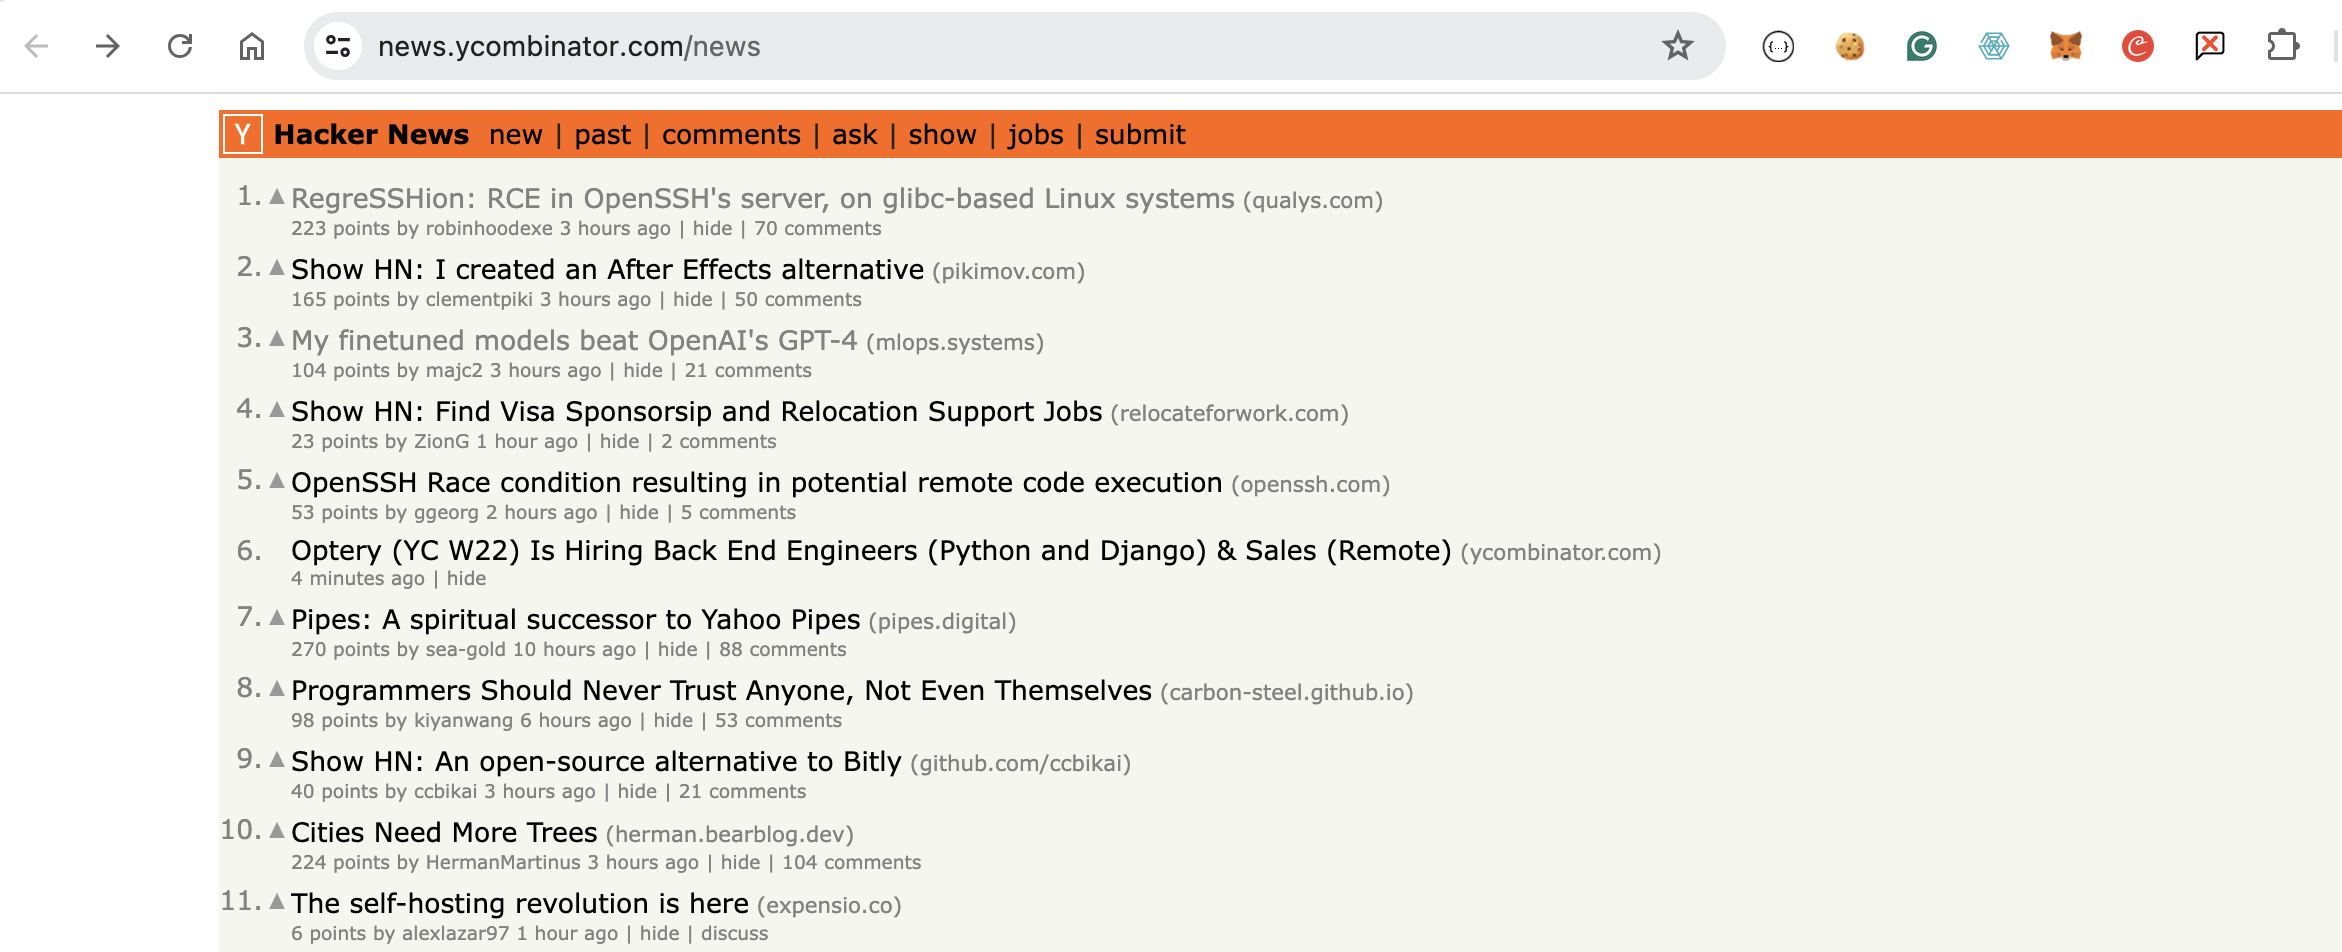 news.ycombinator.com/news
{...}
Y Hacker News new | past | comments | ask | show | jobs | submit
1. RegreSSHion: RCE in OpenSSH's server, on glibc-based Linux systems (qualys.com)
223 points by robinhoodexe 3 hours ago | hide | 70 comments
2. Show HN: I created an After Effects alternative (pikimov.com)
165 points by clementpiki 3 hours ago | hide | 50 comments
3. My finetuned models beat OpenAI's GPT-4 (mlops.systems)
104 points by majc2 3 hours ago | hide | 21 comments
4. Show HN: Find Visa Sponsorsip and Relocation Support Jobs (relocateforwork.com)
23 points by ZionG 1 hour ago | hide | 2 comments
5. OpenSSH Race condition resulting in potential remote code execution (openssh.com)
53 points by ggeorg 2 hours ago | hide | 5 comments
6. Optery (YC W22) Is Hiring Back End Engineers (Python and Django) & Sales (Remote) (ycombinator.com)
4 minutes ago | hide
7. Pipes: A spiritual successor to Yahoo Pipes (pipes.digital)
270 points by sea-gold 10 hours ago | hide | 88 comments
8. Programmers Should Never Trust Anyone, Not Even Themselves (carbon-steel.github.io)
98 points by kiyanwang 6 hours ago | hide | 53 comments
9. Show HN: An open-source alternative to Bitly (github.com/ccbikai)
40 points by ccbikai 3 hours ago | hide | 21 comments
10. Cities Need More Trees (herman.bearblog.dev)
224 points by HermanMartinus 3 hours ago | hide | 104 comments
11. The self-hosting revolution is here (expensio.co)
6 points by alexlazar97 1 hour ago | hide | discuss